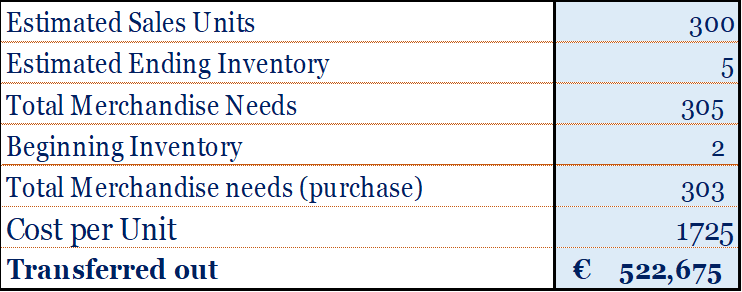 Estimated Sales Units 300
Estimated Ending Inventory 5
Total Merchandise Needs 305
Beginning Inventory 2
Total Merchandise needs (purchase) 303
Cost per Unit 1725
Transferred out € 522,675